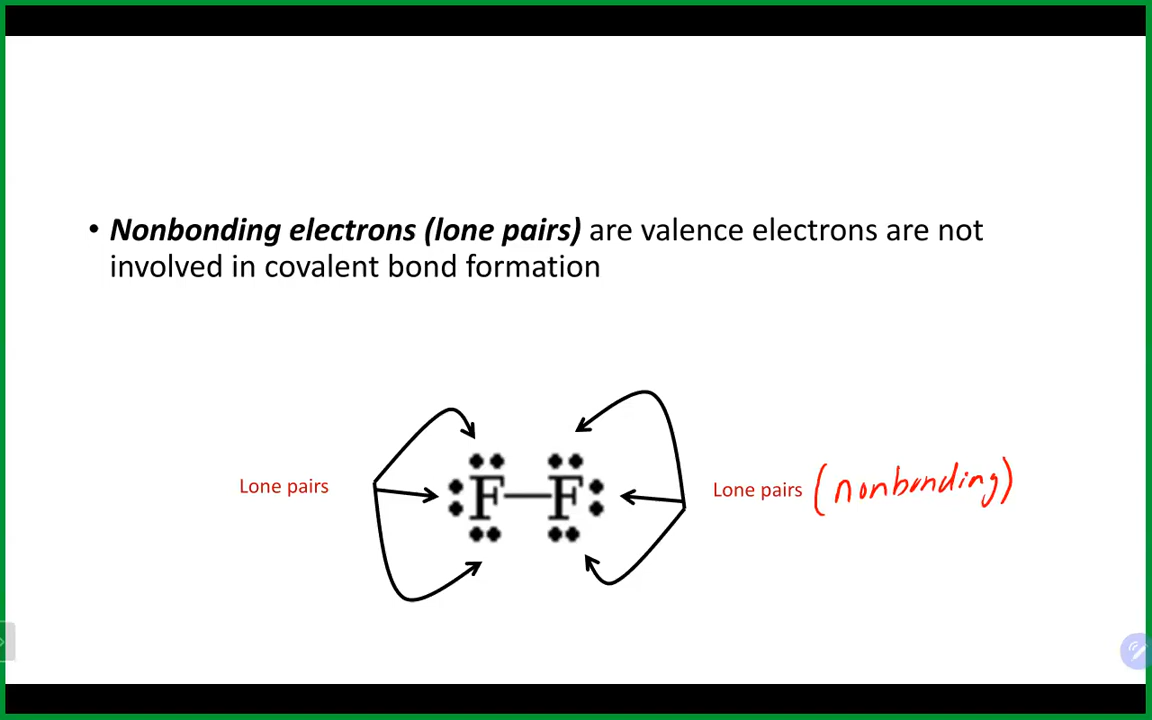 • Nonbonding electrons (lone pairs) are valence electrons are not
involved in covalent bond formation
Lone pairs
F—F
Lone pairs (nonbonding)